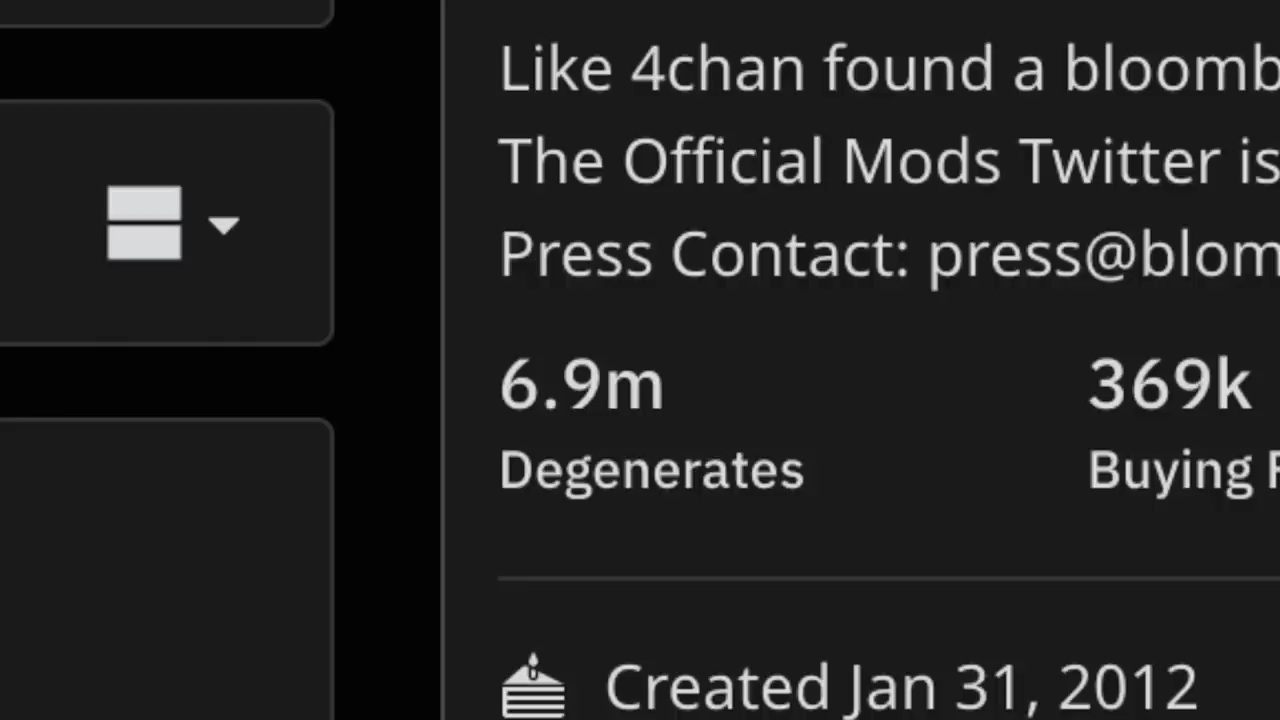 Like 4chan found a bloomb
The Official Mods Twitter is
Press Contact: press@blom
6.9m 369k
Degenerates Buying F
Created Jan 31, 2012